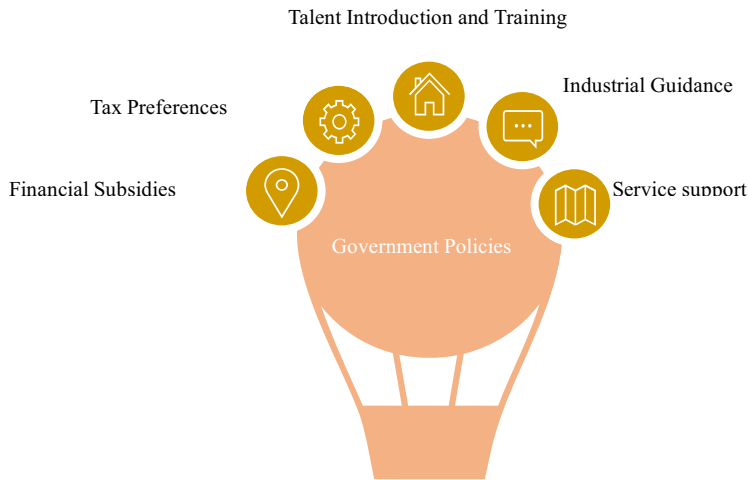 Talent Introduction and Training
Industrial Guidance
Tax Preferences
Financial Subsidies
Service support
Government Policies